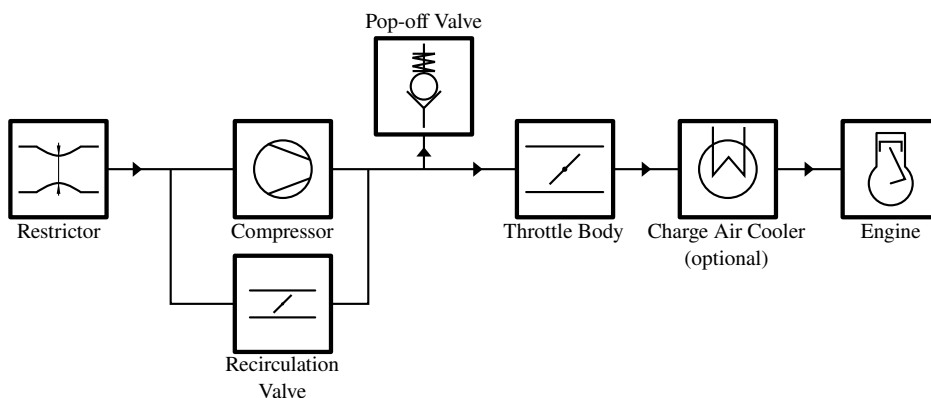 Pop-off Valve
Restrictor
Compressor
Throttle Body
Charge Air Cooler
(optional)
Engine
Recirculation
Valve